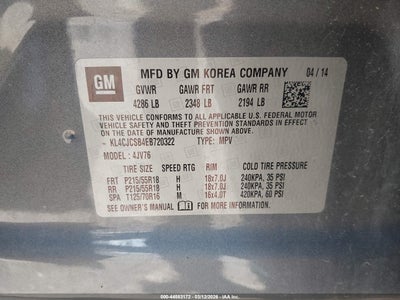 GM
MFD BY GM KOREA COMPANY 04 / 14
GVWR GAWR FRT GAWR RR
4286 LB 2348 LB 2194 LB
THIS VEHICLE CONFORMS TO ALL APPLICABLE U.S. FEDERAL MOTOR
VEHICLE SAFETY, BUMPER, AND THEFT PREVENTION STANDARDS IN
EFFECT ON THE DATE OF MANUFACTURE SHOWN ABOVE.
KL4CJCSB4EB720322 TYPE: MPV
MODEL: 4JV76
TIRE SIZE SPEED RTG RIM COLD TIRE PRESSURE
FRT P215/55R18 H 18x7.0J 240KPA, 35 PSI
RR P215/55R18 H 18x7.0J 240KPA, 35 PSI
SPA T125/70R16 M 16x4.0T 420KPA, 60 PSI
SEE OWNER'S MANUAL FOR MORE INFORMATION.
000-44563172 - 03/12/2026 - IAA, Inc.